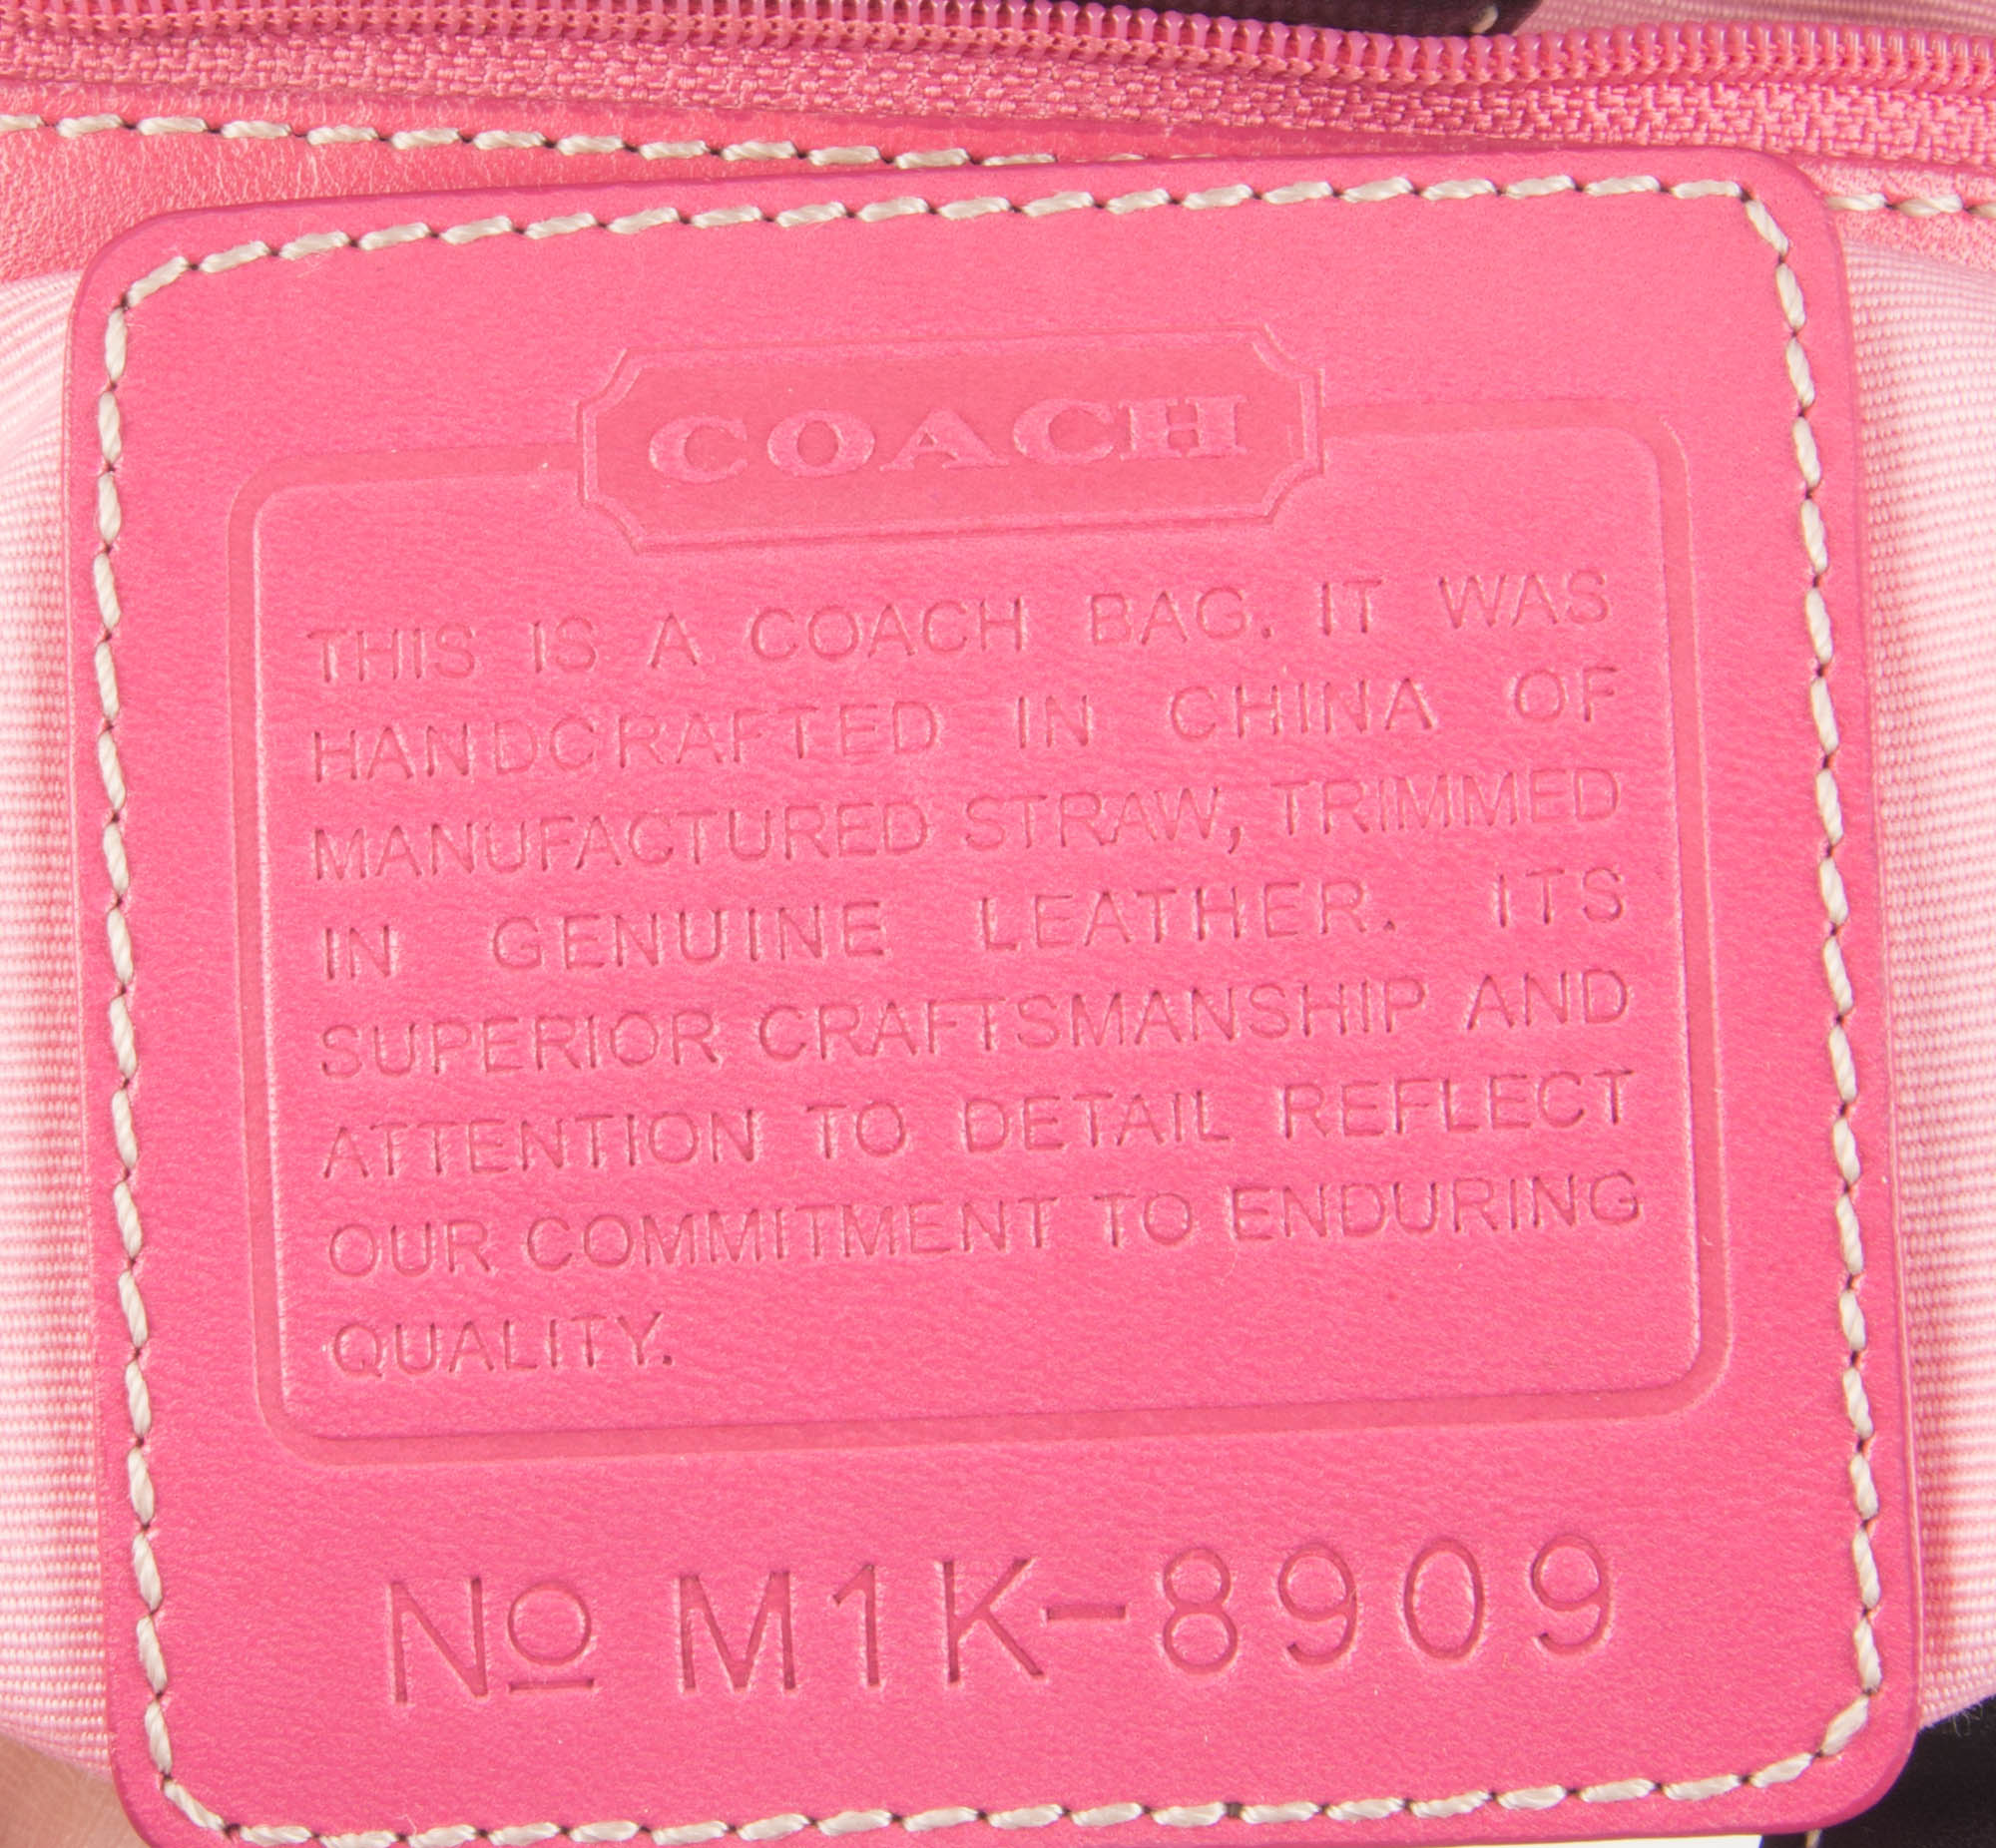 COACH
THIS IS A COACH BAG. IT WAS
HANDCRAFTED IN CHINA OF
MANUFACTURED STRAW, TRIMMED
IN GENUINE LEATHER. ITS
SUPERIOR CRAFTSMANSHIP AND
ATTENTION TO DETAIL REFLECT
OUR COMMITMENT TO ENDURING
QUALITY.
Nº M1K-8909